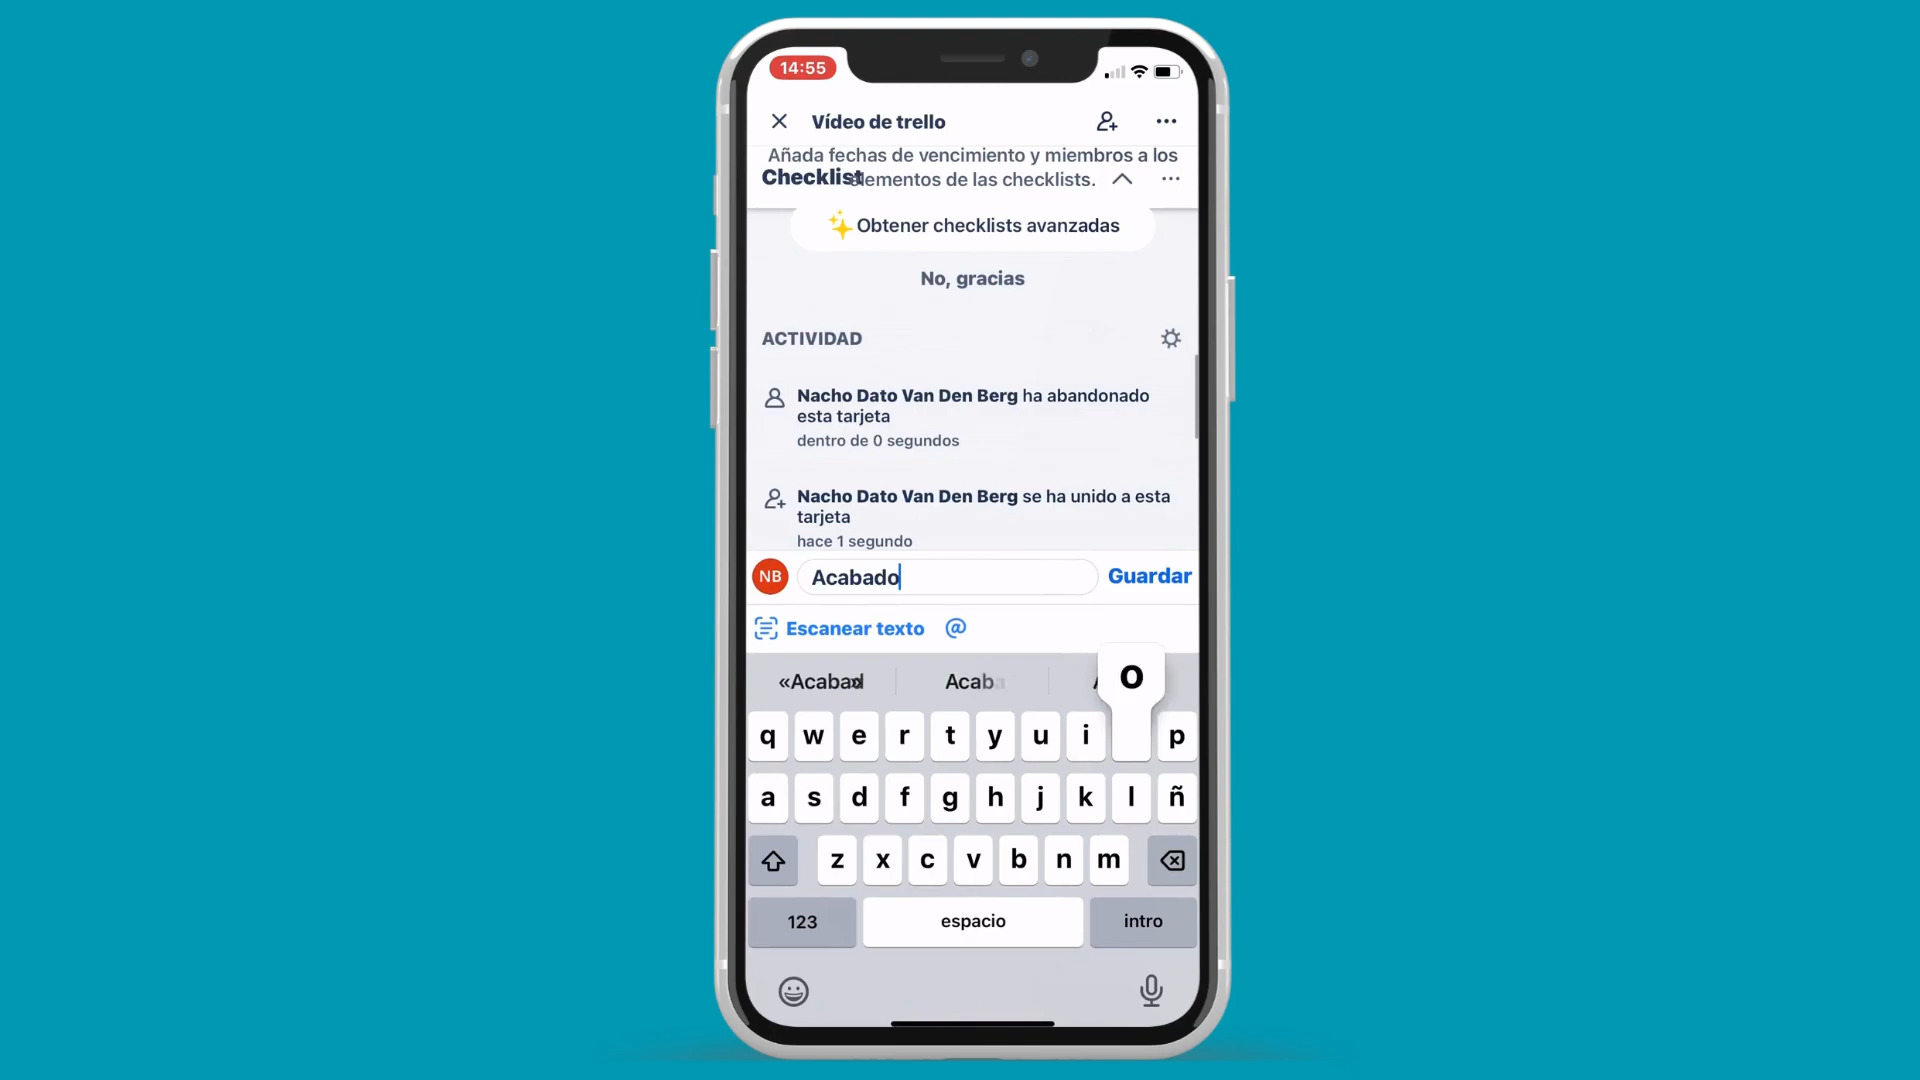 14:55
Vídeo de trello
Añada fechas de vencimiento y miembros a los
Checklist elementos de las checklists.
Obtener checklists avanzadas
No, gracias
ACTIVIDAD
Nacho Dato Van Den Berg ha abandonado
esta tarjeta
dentro de 0 segundos
Nacho Dato Van Den Berg se ha unido a esta
tarjeta
hace 1 segundo
NB Acabado Guardar
Escanear texto @
«Acabad» Acaba
o
q w e r t y u i p
a s d f g h j k l ñ
z x c v b n m
123 espacio intro